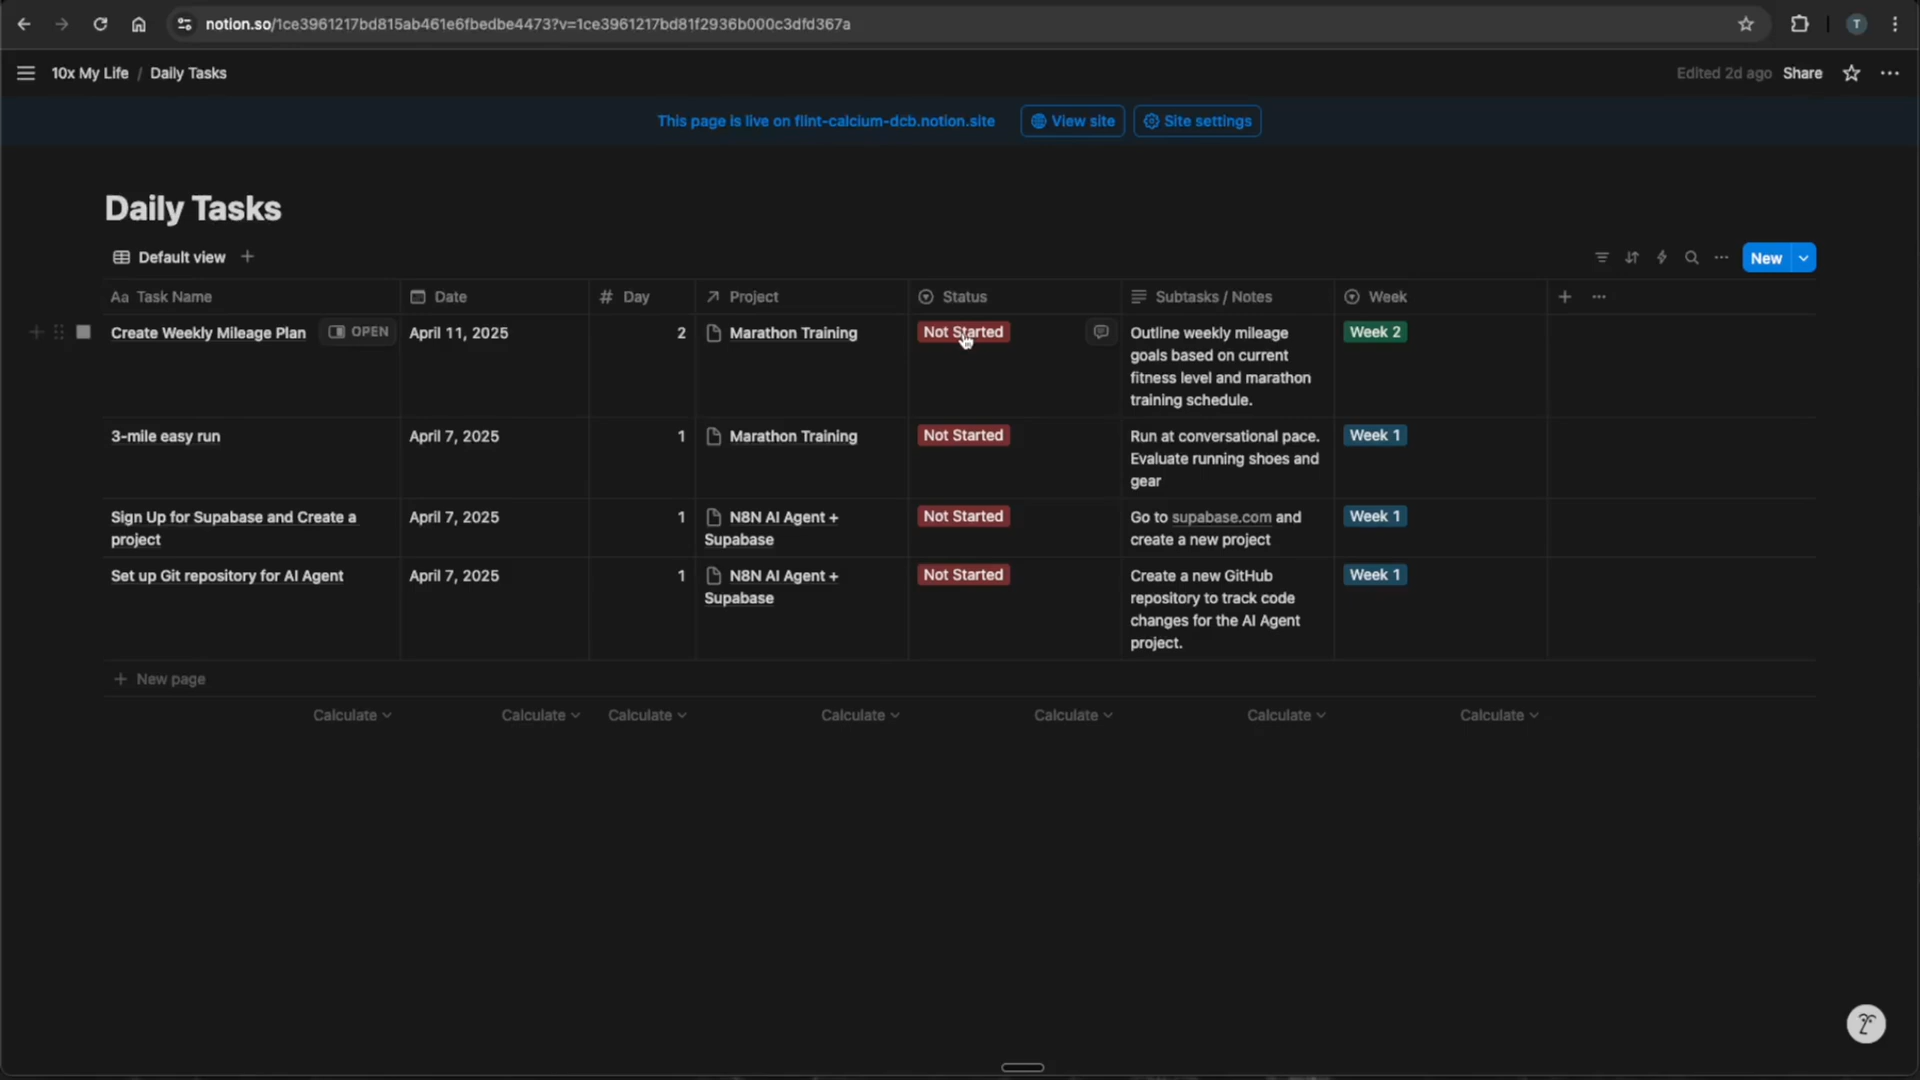 notion.so/1ce3961217bd815ab461e6fbedbe4473?v=1ce3961217bd81f2936b000c3dfd367a
T
10x My Life / Daily Tasks
Edited 2d ago Share
This page is live on flint-calcium-dcb.notion.site View site Site settings
Daily Tasks
Default view
New
Aa Task Name Date # Day Project Status Subtasks / Notes Week
Create Weekly Mileage Plan OPEN April 11, 2025 2 Marathon Training Not Started Outline weekly mileage Week 2
goals based on current
fitness level and marathon
training schedule.
3-mile easy run April 7, 2025 1 Marathon Training Not Started Run at conversational pace. Week 1
Evaluate running shoes and
gear
Sign Up for Supabase and Create a April 7, 2025 1 N8N AI Agent + Not Started Go to supabase.com and Week 1
project Supabase create a new project
Set up Git repository for AI Agent April 7, 2025 1 N8N AI Agent + Not Started Create a new GitHub Week 1
Supabase repository to track code
changes for the AI Agent
project.
+ New page
Calculate Calculate Calculate Calculate Calculate Calculate Calculate